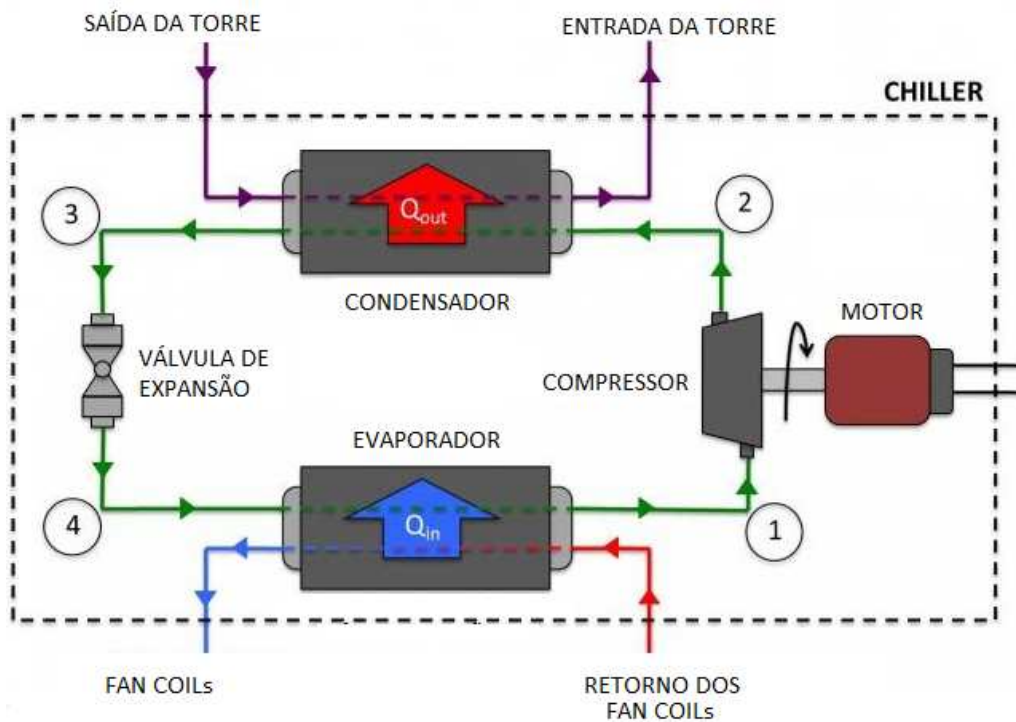 SAÍDA DA TORRE
ENTRADA DA TORRE
CHILLER
3
Qout
2
CONDENSADOR
MOTOR
VÁLVULA DE
EXPANSÃO
COMPRESSOR
EVAPORADOR
4
Qin
1
FAN COILs
RETORNO DOS
FAN COILs